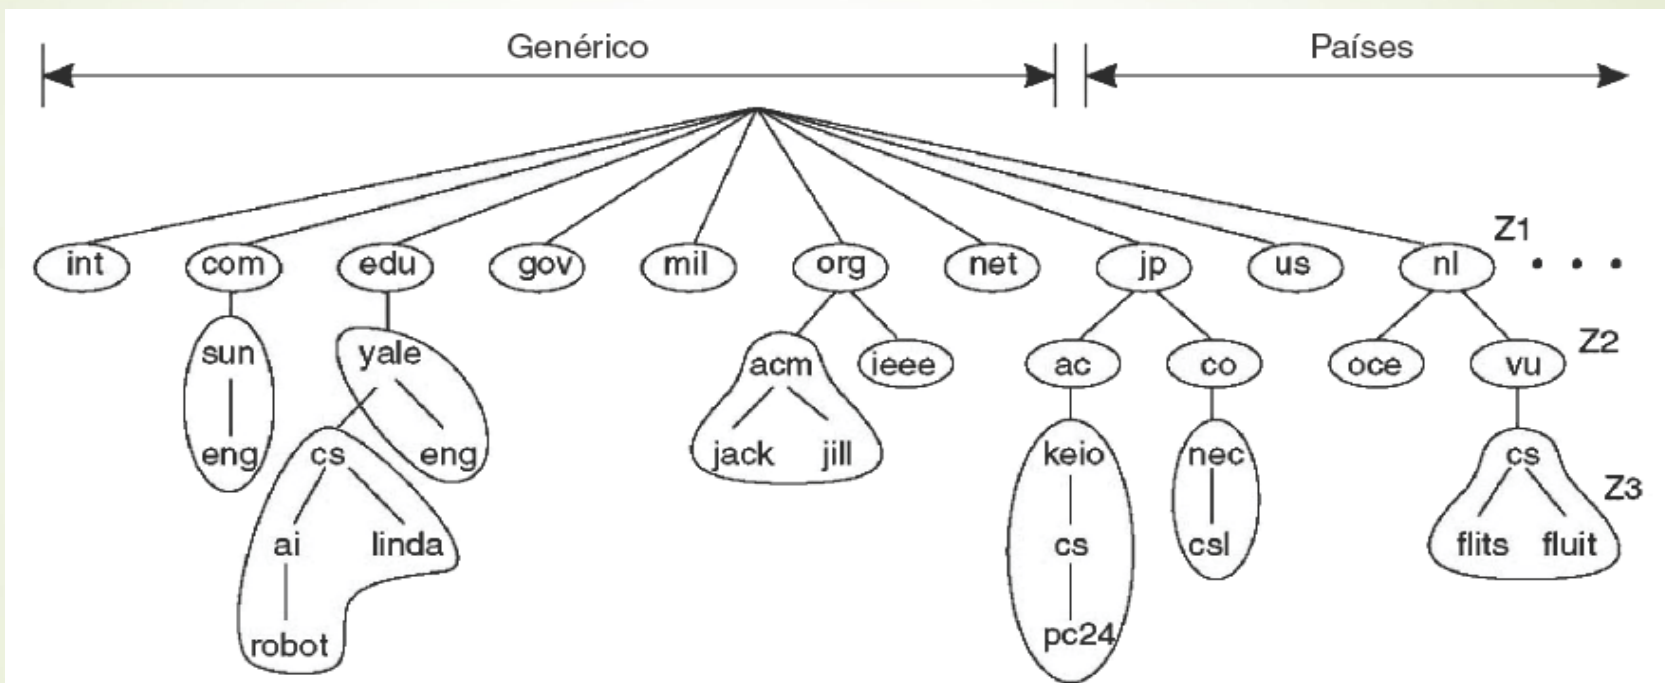 Genérico Países
Z1
int com edu gov mil org net jp us nl • • •
Z2
sun yale acm ieee ac co oce vu
eng cs eng jack jill keio nec cs
Z3
ai linda cs csl flits fluit
robot pc24